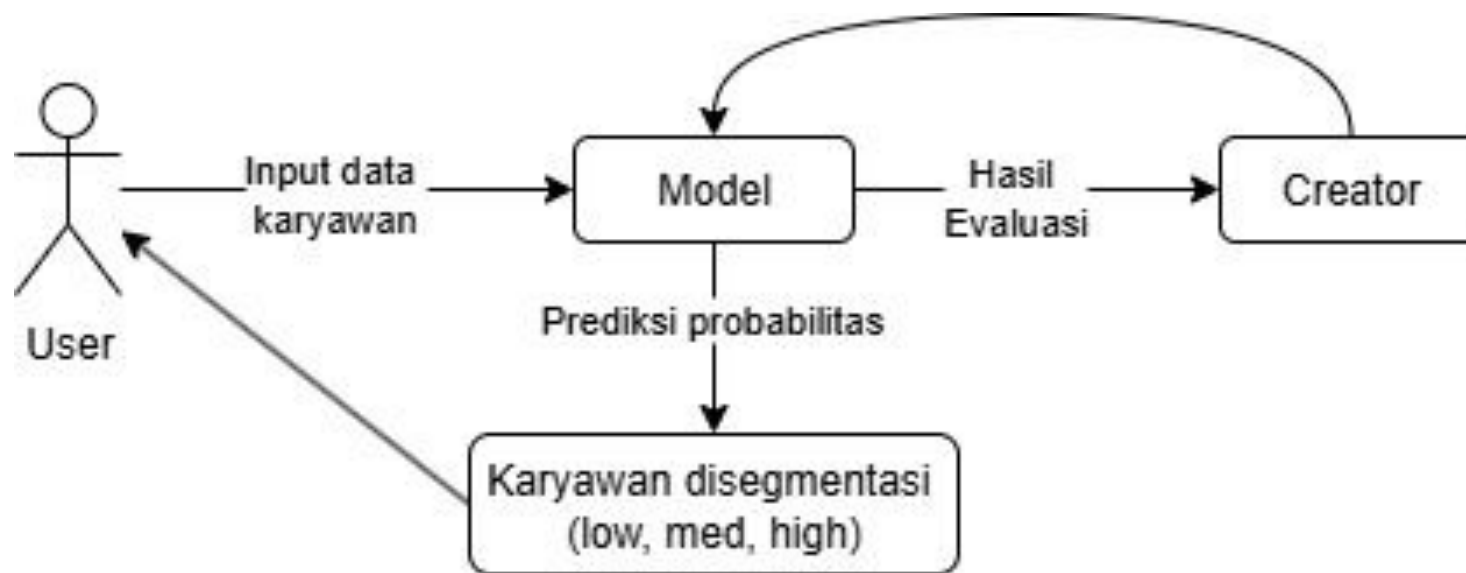 Input data
karyawan
Model
Hasil
Evaluasi
Creator
User
Prediksi probabilitas
Karyawan disegmentasi
(low, med, high)